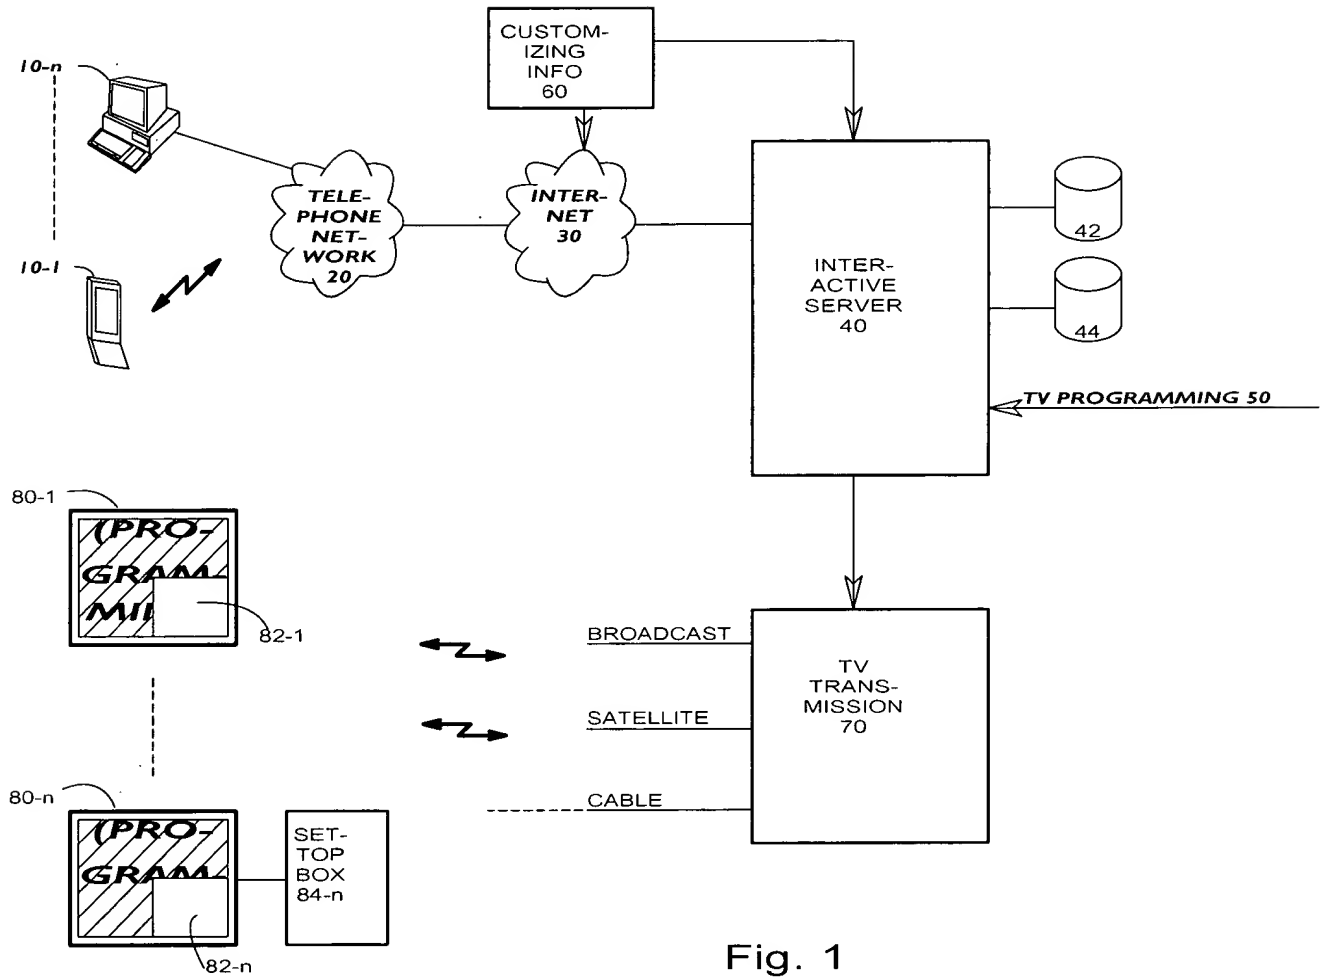 CUSTOM-
IZING
INFO
60
10-n
TELE-
PHONE
NET-
WORK
20
INTER-
NET
30
10-1
INTER-
ACTIVE
SERVER
40
42
44
TV PROGRAMMING 50
80-1
(PRO-
GRAM-
MII
82-1
BROADCAST
SATELLITE
CABLE
TV
TRANS-
MISSION
70
80-n
(PRO-
GRAM-
82-n
SET-
TOP
BOX
84-n
Fig. 1